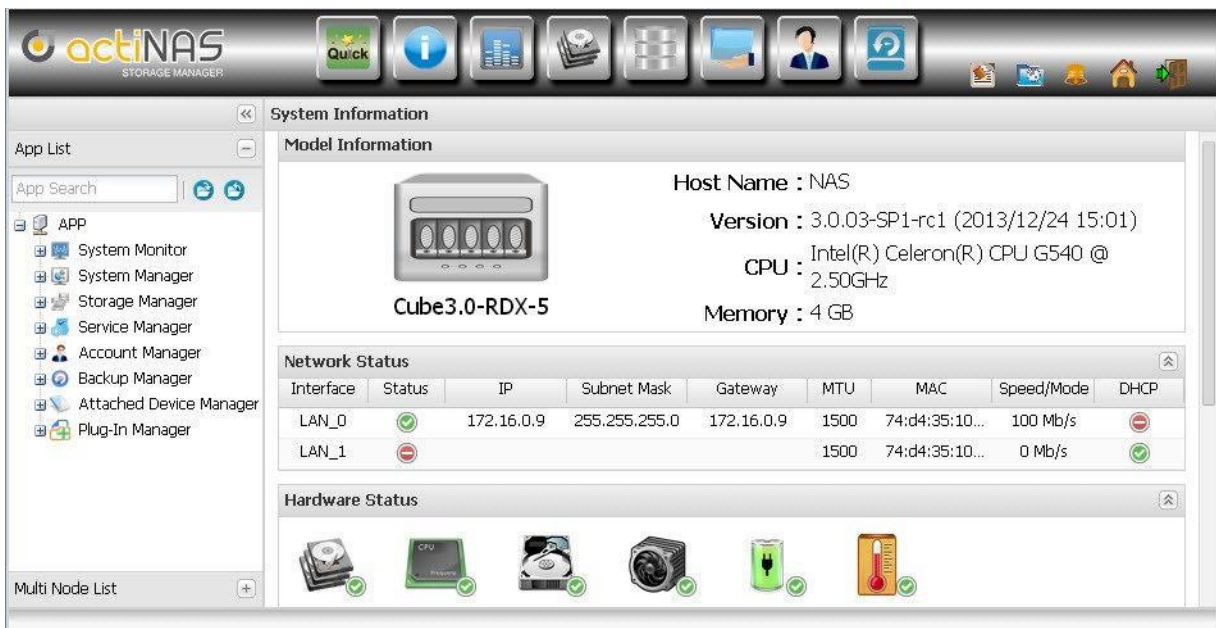 actiNAS
STORAGE MANAGER
Quick
System Information
App List
App Search
APP
System Monitor
System Manager
Storage Manager
Service Manager
Account Manager
Backup Manager
Attached Device Manager
Plug-In Manager
Multi Node List
Model Information
Cube3.0-RDX-5
Host Name : NAS
Version : 3.0.03-SP1-rc1 (2013/12/24 15:01)
CPU : Intel(R) Celeron(R) CPU G540 @
2.50GHz
Memory : 4 GB
Network Status
Interface Status IP Subnet Mask Gateway MTU MAC Speed/Mode DHCP
LAN_0 172.16.0.9 255.255.255.0 172.16.0.9 1500 74:d4:35:10... 100 Mb/s
LAN_1 1500 74:d4:35:10... 0 Mb/s
Hardware Status
CPU